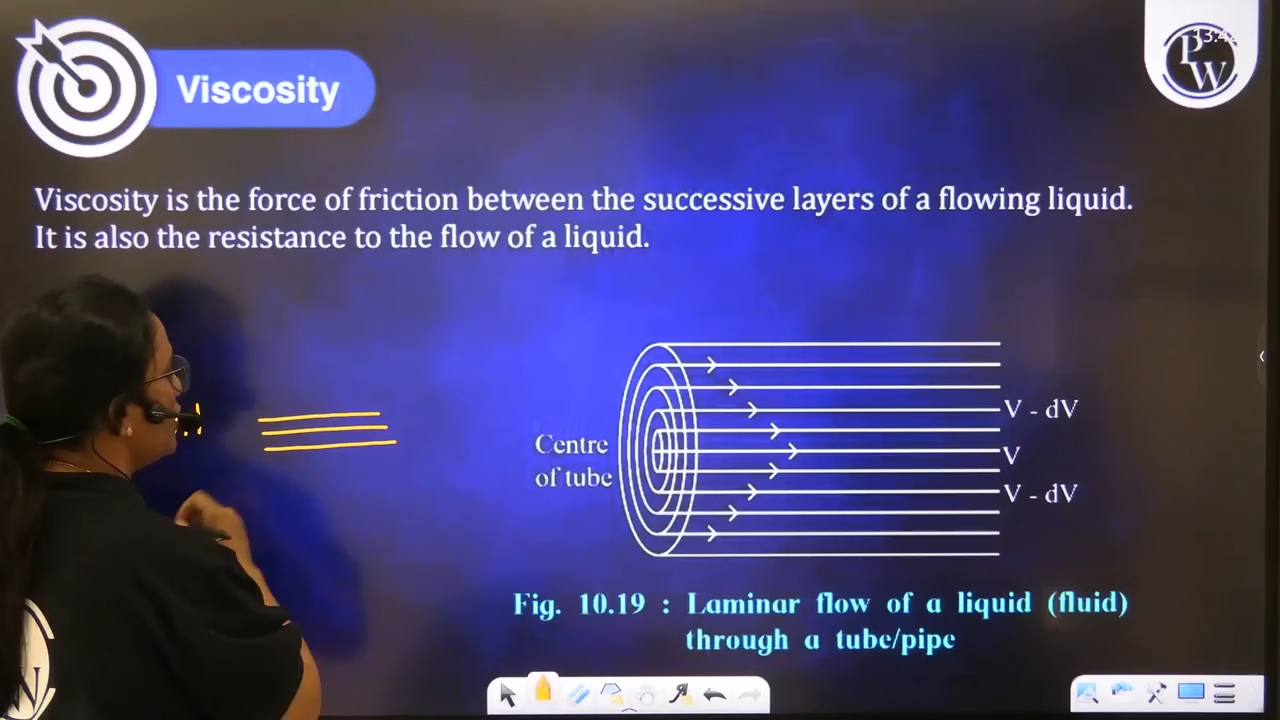 Viscosity
PW
Viscosity is the force of friction between the successive layers of a flowing liquid.
It is also the resistance to the flow of a liquid.
V - dV
Centre
of tube
V
V - dV
Fig. 10.19 : Laminar flow of a liquid (fluid)
through a tube/pipe